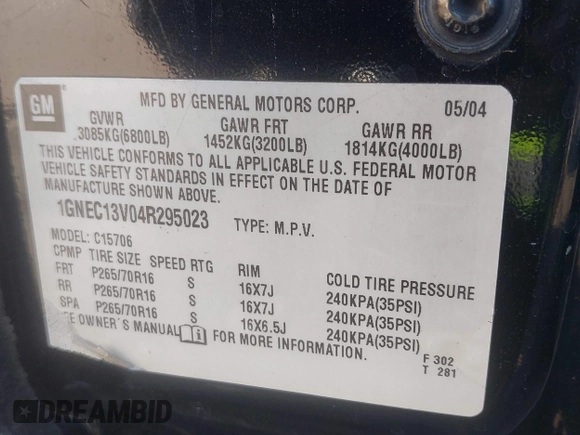 GM
MFD BY GENERAL MOTORS CORP. 05/04
GVWR GAWR FRT GAWR RR
3085KG(6800LB) 1452KG(3200LB) 1814KG(4000LB)
THIS VEHICLE CONFORMS TO ALL APPLICABLE U.S. FEDERAL MOTOR
VEHICLE SAFETY STANDARDS IN EFFECT ON THE DATE OF
MANUFACTURE SHOWN ABOVE.
1GNEC13V04R295023 TYPE: M.P.V.
MODEL: C15706
CPMP TIRE SIZE SPEED RTG RIM COLD TIRE PRESSURE
FRT P265/70R16 S 16X7J 240KPA(35PSI)
RR P265/70R16 S 16X7J 240KPA(35PSI)
SPA P265/70R16 S 16X6.5J 240KPA(35PSI)
EE OWNER'S MANUAL FOR MORE INFORMATION.
F 302
T 281
DREAMBID